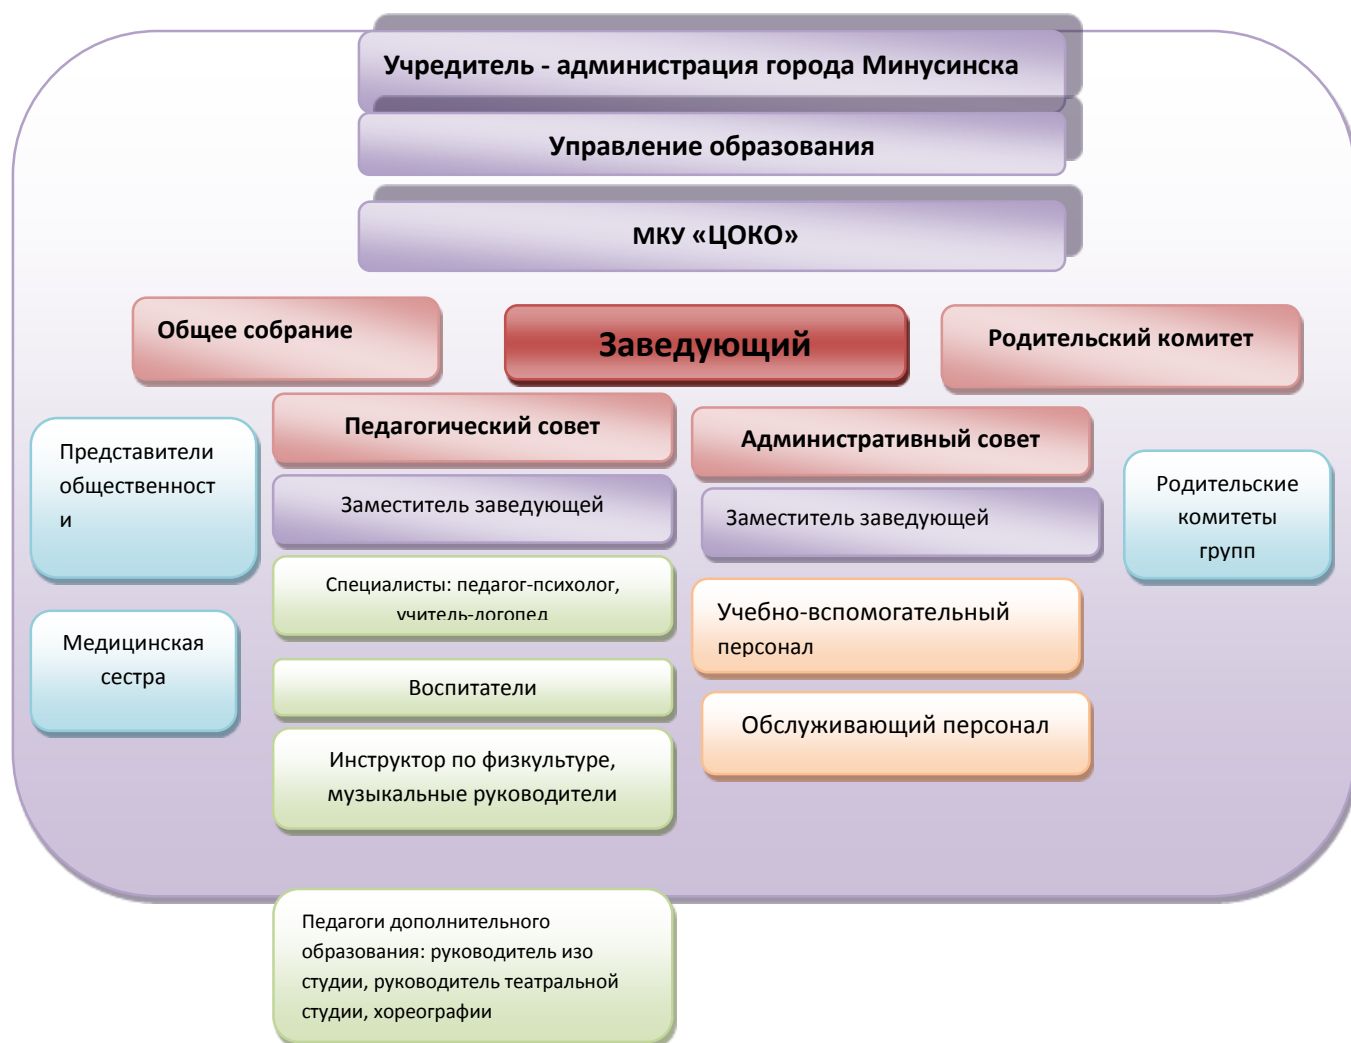 Учредитель - администрация города Минусинска
Управление образования
МКУ «ЦОКО»
Общее собрание
Заведующий
Родительский комитет
Педагогический совет
Административный совет
Представители
общественност
и
Заместитель заведующей
Заместитель заведующей
Родительские
комитеты
групп
Специалисты: педагог-психолог,
учитель-логопед
Учебно-вспомогательный
персонал
Медицинская
сестра
Воспитатели
Обслуживающий персонал
Инструктор по физкультуре,
музыкальные руководители
Педагоги дополнительного
образования: руководитель изо
студии, руководитель театральной
студии, хореографии